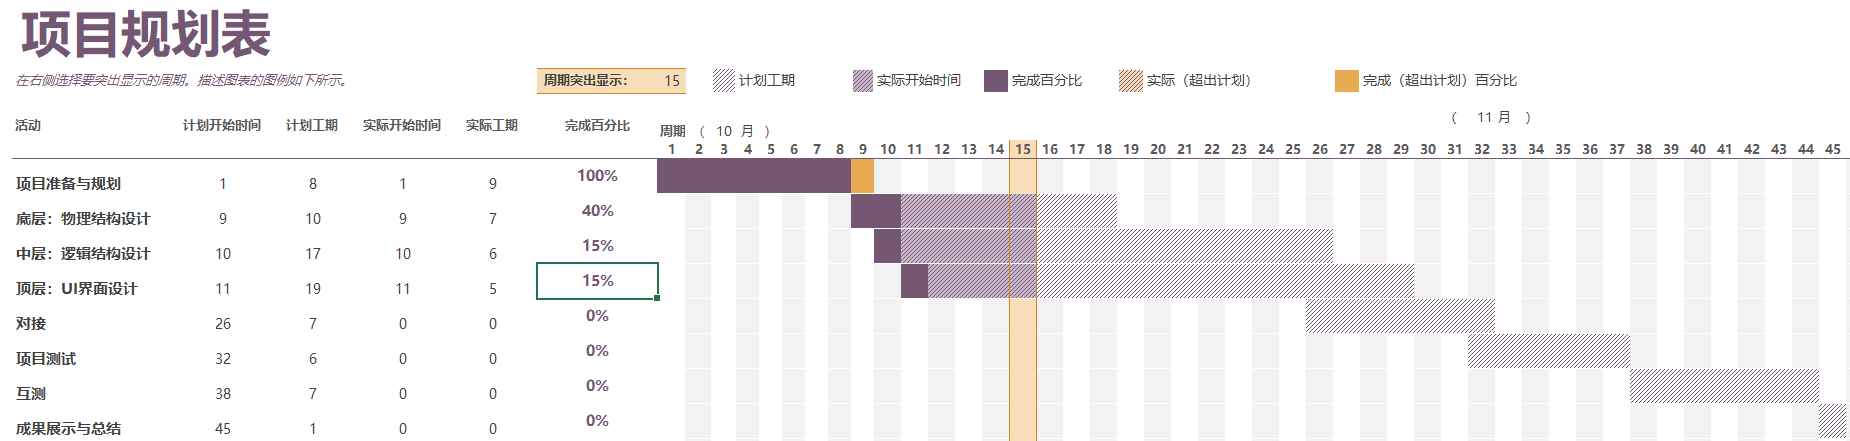 项目规划表
在右侧选择要突出显示的周期。描述图表的图例如下所示。
周期突出显示： 15
计划工期
实际开始时间
完成百分比
实际（超出计划）
完成（超出计划）百分比
活动 计划开始时间 计划工期 实际开始时间 实际工期 完成百分比
周期 （ 10 月 ） （ 11 月 ）
1 2 3 4 5 6 7 8 9 10 11 12 13 14 15 16 17 18 19 20 21 22 23 24 25 26 27 28 29 30 31 32 33 34 35 36 37 38 39 40 41 42 43 44 45
项目准备与规划 1 8 1 9 100%
底层：物理结构设计 9 10 9 7 40%
中层：逻辑结构设计 10 17 10 6 15%
顶层：UI界面设计 11 19 11 5 15%
对接 26 7 0 0 0%
项目测试 32 6 0 0 0%
互测 38 7 0 0 0%
成果展示与总结 45 1 0 0 0%